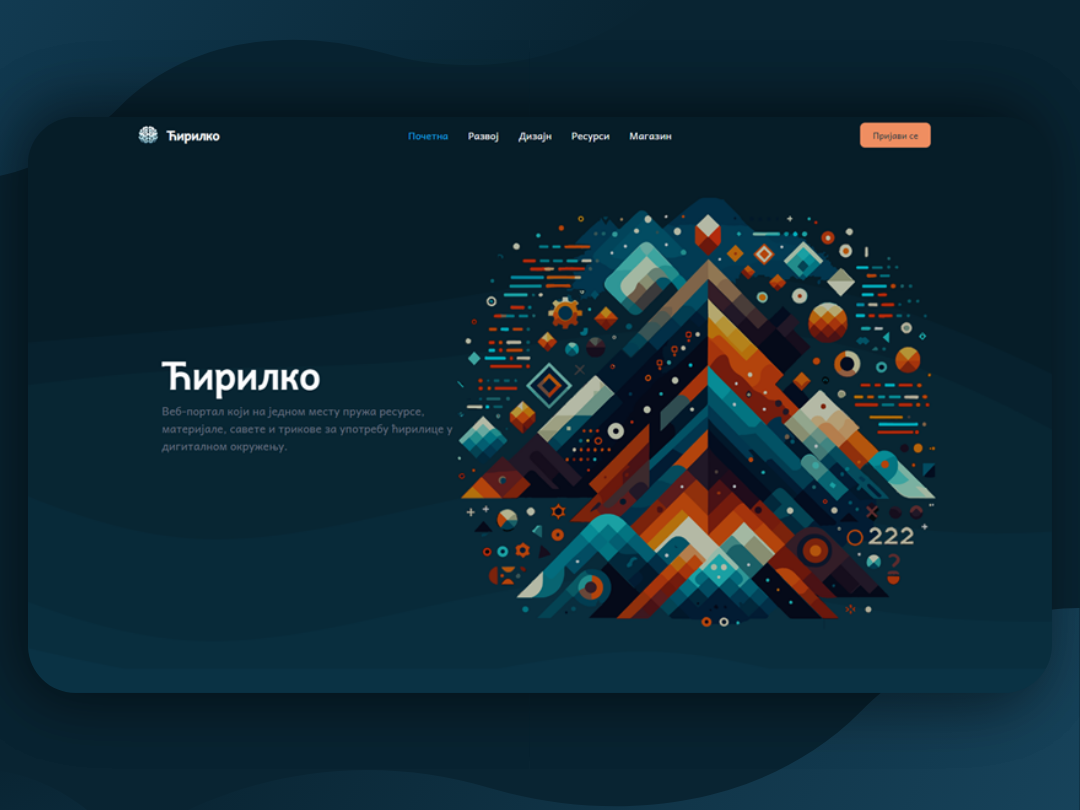 Ћирилко
Почетна Развој Дизајн Ресурси Магазин
Пријави се
Ћирилко
Веб-портал који на једном месту пружа ресурсе,
материјале, савете и трикове за употребу ћирилице у
дигиталном окружењу.
222